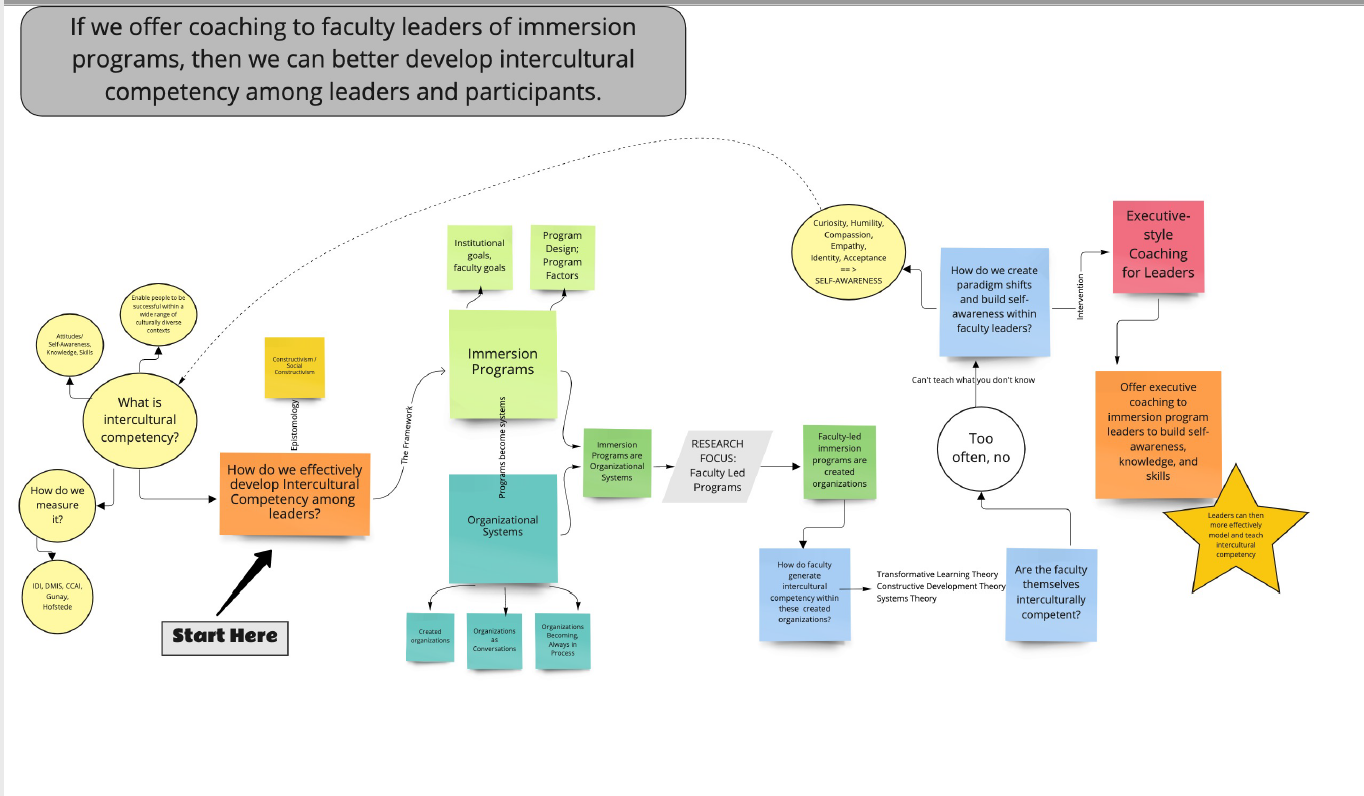 If we offer coaching to faculty leaders of immersion
programs, then we can better develop intercultural
competency among leaders and participants.
Enable people to be
successful within a
wide range of
culturally diverse
contexts
Attitudes/
Self-Awareness,
Knowledge, Skills
What is
intercultural
competency?
How do we
measure
it?
IDI, DMIS, CCAI,
Gunay,
Hofstede
Constructivism /
Social
Constructivism
Epistomology
How do we effectively
develop Intercultural
Competency among
leaders?
Start Here
The Framework
Institutional
goals,
faculty goals
Program
Design;
Program
Factors
Immersion
Programs
Programs become systems
Organizational
Systems
Created
organizations
Organizations
as
Conversations
Organizations
Becoming,
Always in
Process
Immersion
Programs are
Organizational
Systems
RESEARCH
FOCUS:
Faculty Led
Programs
Faculty-led
immersion
programs are
created
organizations
How do faculty
generate
intercultural
competency within
these created
organizations?
Transformative Learning Theory
Constructive Development Theory
Systems Theory
Are the faculty
themselves
interculturally
competent?
Too
often, no
Can't teach what you don't know
How do we create
paradigm shifts
and build self-
awareness within
faculty leaders?
Curiosity, Humility,
Compassion,
Empathy,
Identity, Acceptance
== >
SELF-AWARENESS
Intervention
Executive-
style
Coaching
for Leaders
Offer executive
coaching to
immersion program
leaders to build self-
awareness,
knowledge, and
skills
Leaders can then
more effectively
model and teach
intercultural
competency